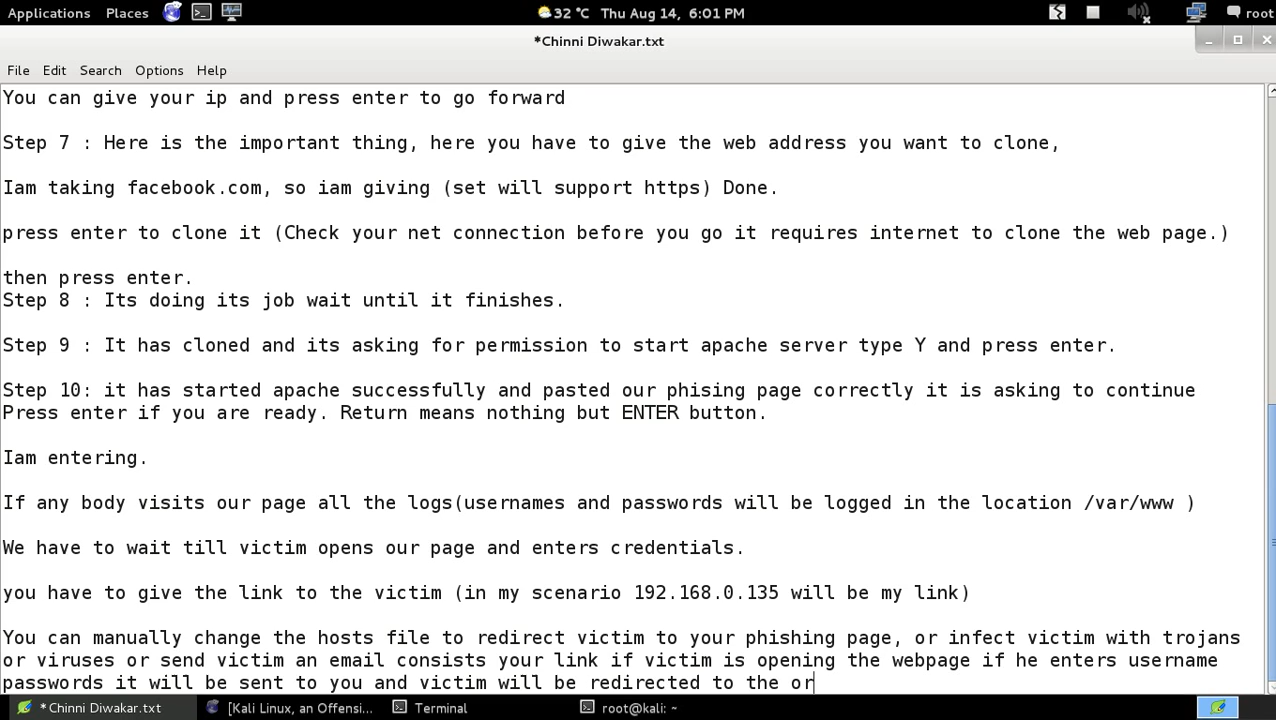 Applications Places 32 °C Thu Aug 14, 6:01 PM root
*Chinni Diwakar.txt
File Edit Search Options Help
You can give your ip and press enter to go forward
Step 7 : Here is the important thing, here you have to give the web address you want to clone,
Iam taking facebook.com, so iam giving (set will support https) Done.
press enter to clone it (Check your net connection before you go it requires internet to clone the web page.)
then press enter.
Step 8 : Its doing its job wait until it finishes.
Step 9 : It has cloned and its asking for permission to start apache server type Y and press enter.
Step 10: it has started apache successfully and pasted our phising page correctly it is asking to continue
Press enter if you are ready. Return means nothing but ENTER button.
Iam entering.
If any body visits our page all the logs(usernames and passwords will be logged in the location /var/www )
We have to wait till victim opens our page and enters credentials.
you have to give the link to the victim (in my scenario 192.168.0.135 will be my link)
You can manually change the hosts file to redirect victim to your phishing page, or infect victim with trojans
or viruses or send victim an email consists your link if victim is opening the webpage if he enters username
passwords it will be sent to you and victim will be redirected to the or
*Chinni Diwakar.txt [Kali Linux, an Offensi... Terminal root@kali: ~